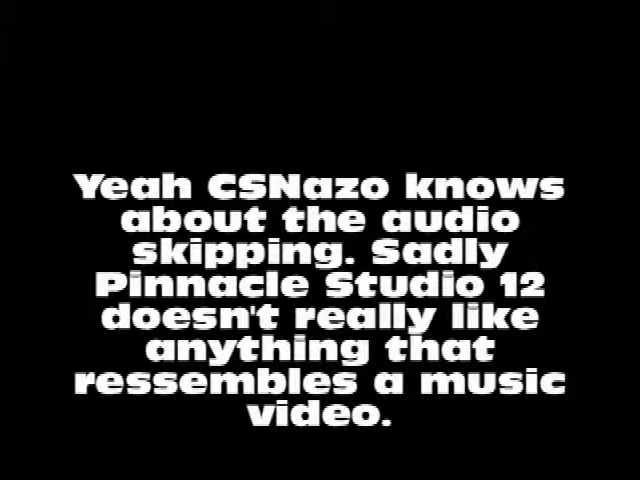 Yeah CSNazo knows
about the audio
skipping. Sadly
Pinnacle Studio 12
doesn't really like
anything that
ressembles a music
video.